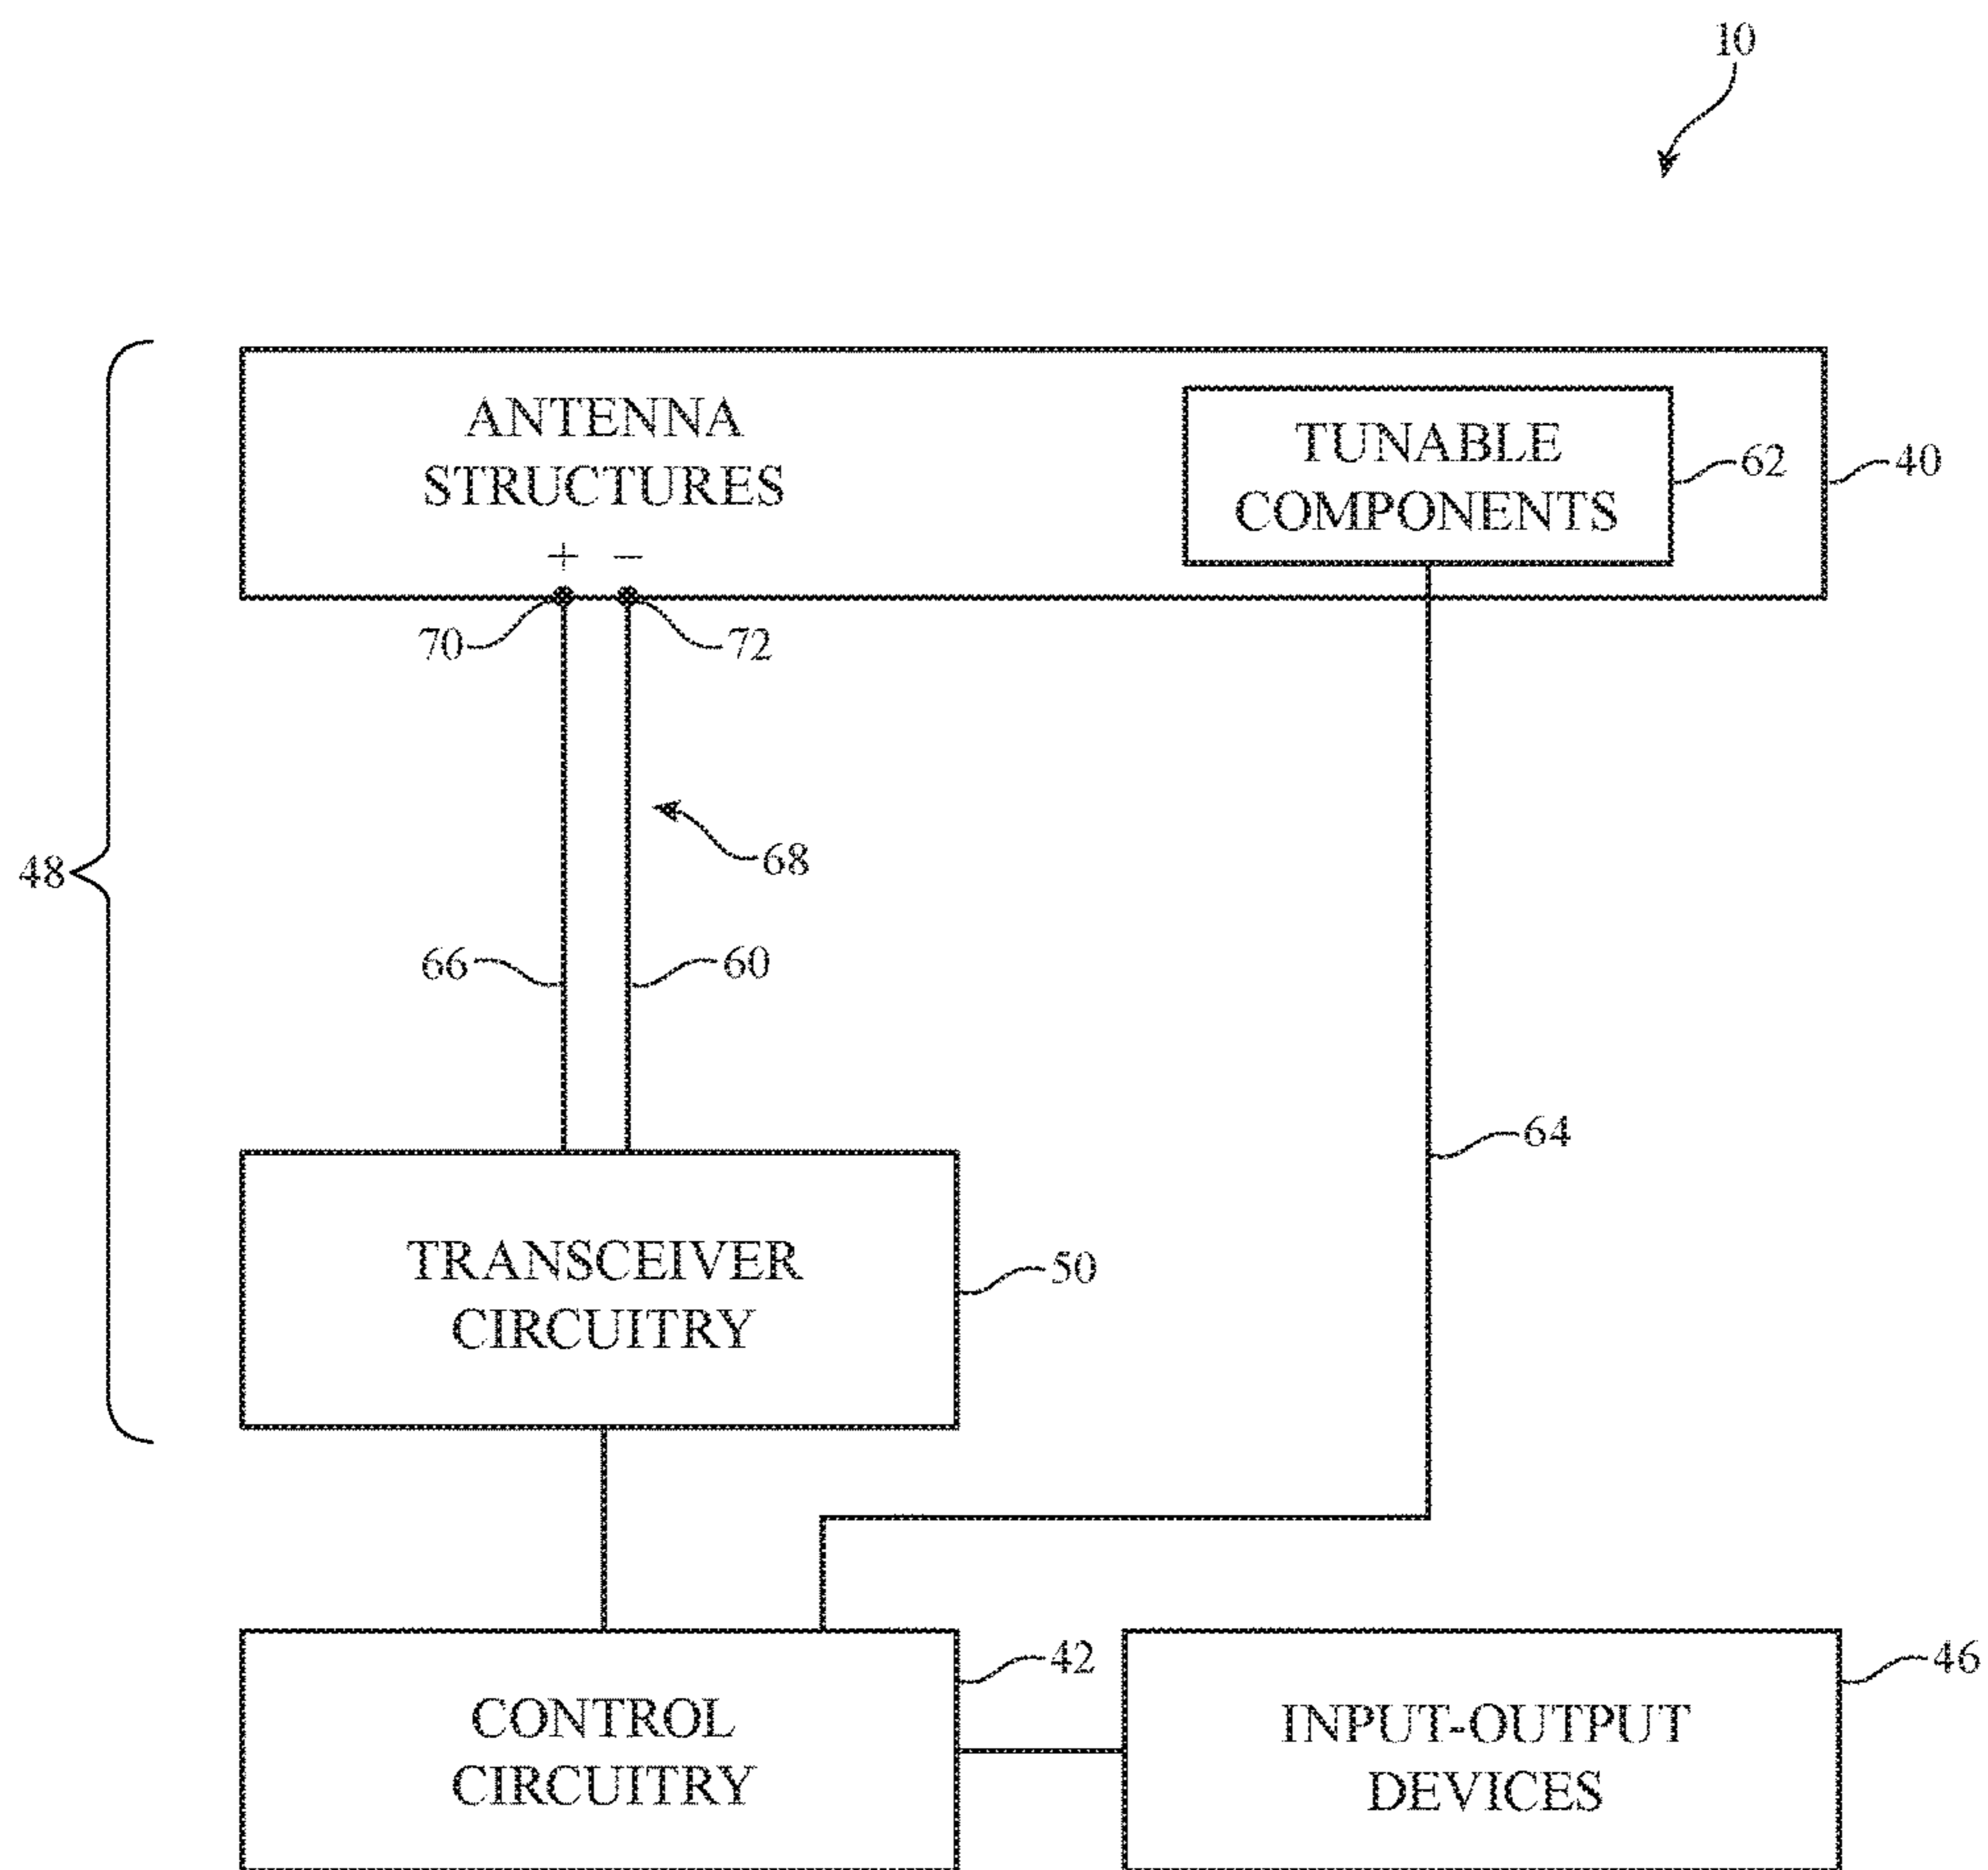 10
ANTENNA
STRUCTURES
+ −
TUNABLE
COMPONENTS
62
40
70
72
68
48
66
60
64
TRANSCEIVER
CIRCUITRY
50
CONTROL
CIRCUITRY
42
INPUT-OUTPUT
DEVICES
46